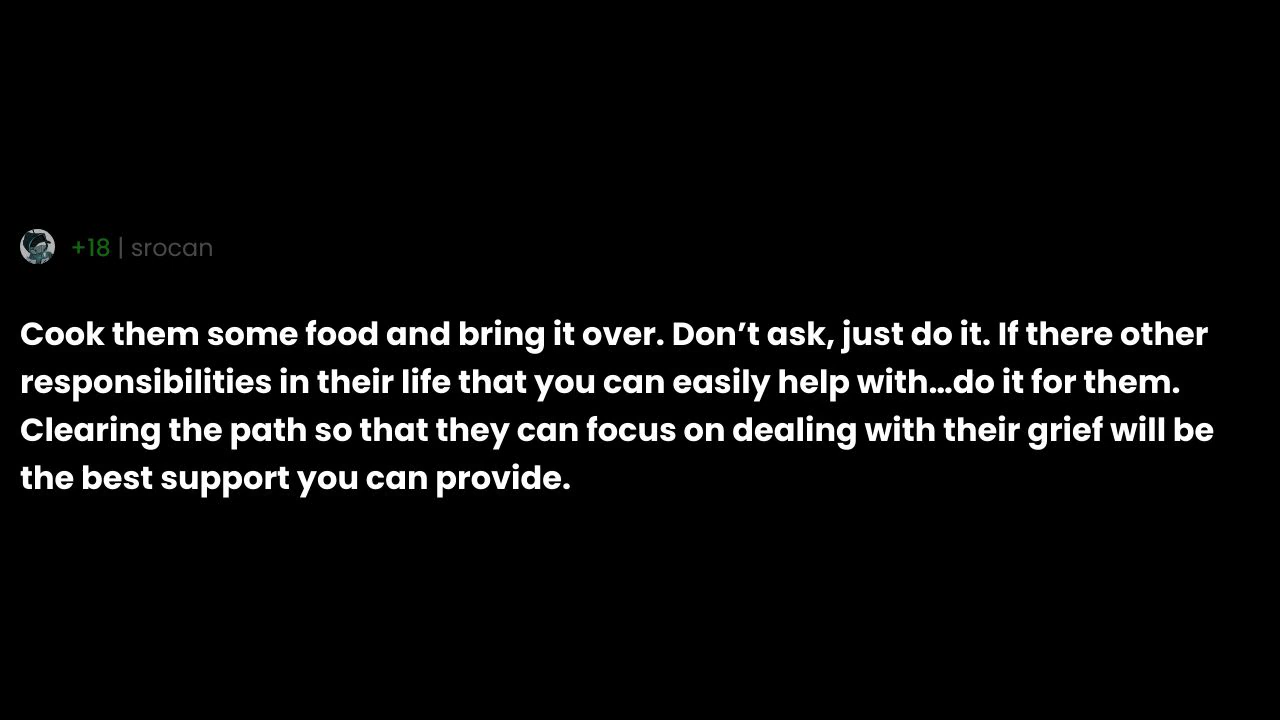 +18 | srocan
Cook them some food and bring it over. Don’t ask, just do it. If there other
responsibilities in their life that you can easily help with...do it for them.
Clearing the path so that they can focus on dealing with their grief will be
the best support you can provide.